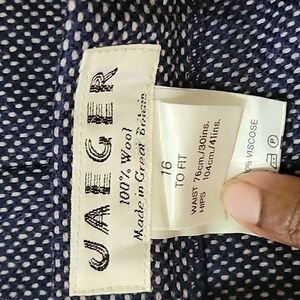 JAEGER
100% Wool
Made in Great Britain
16
TO FIT
WAIST 76cm/30ins.
HIPS 104cm/41ins.
% VISCOSE
P